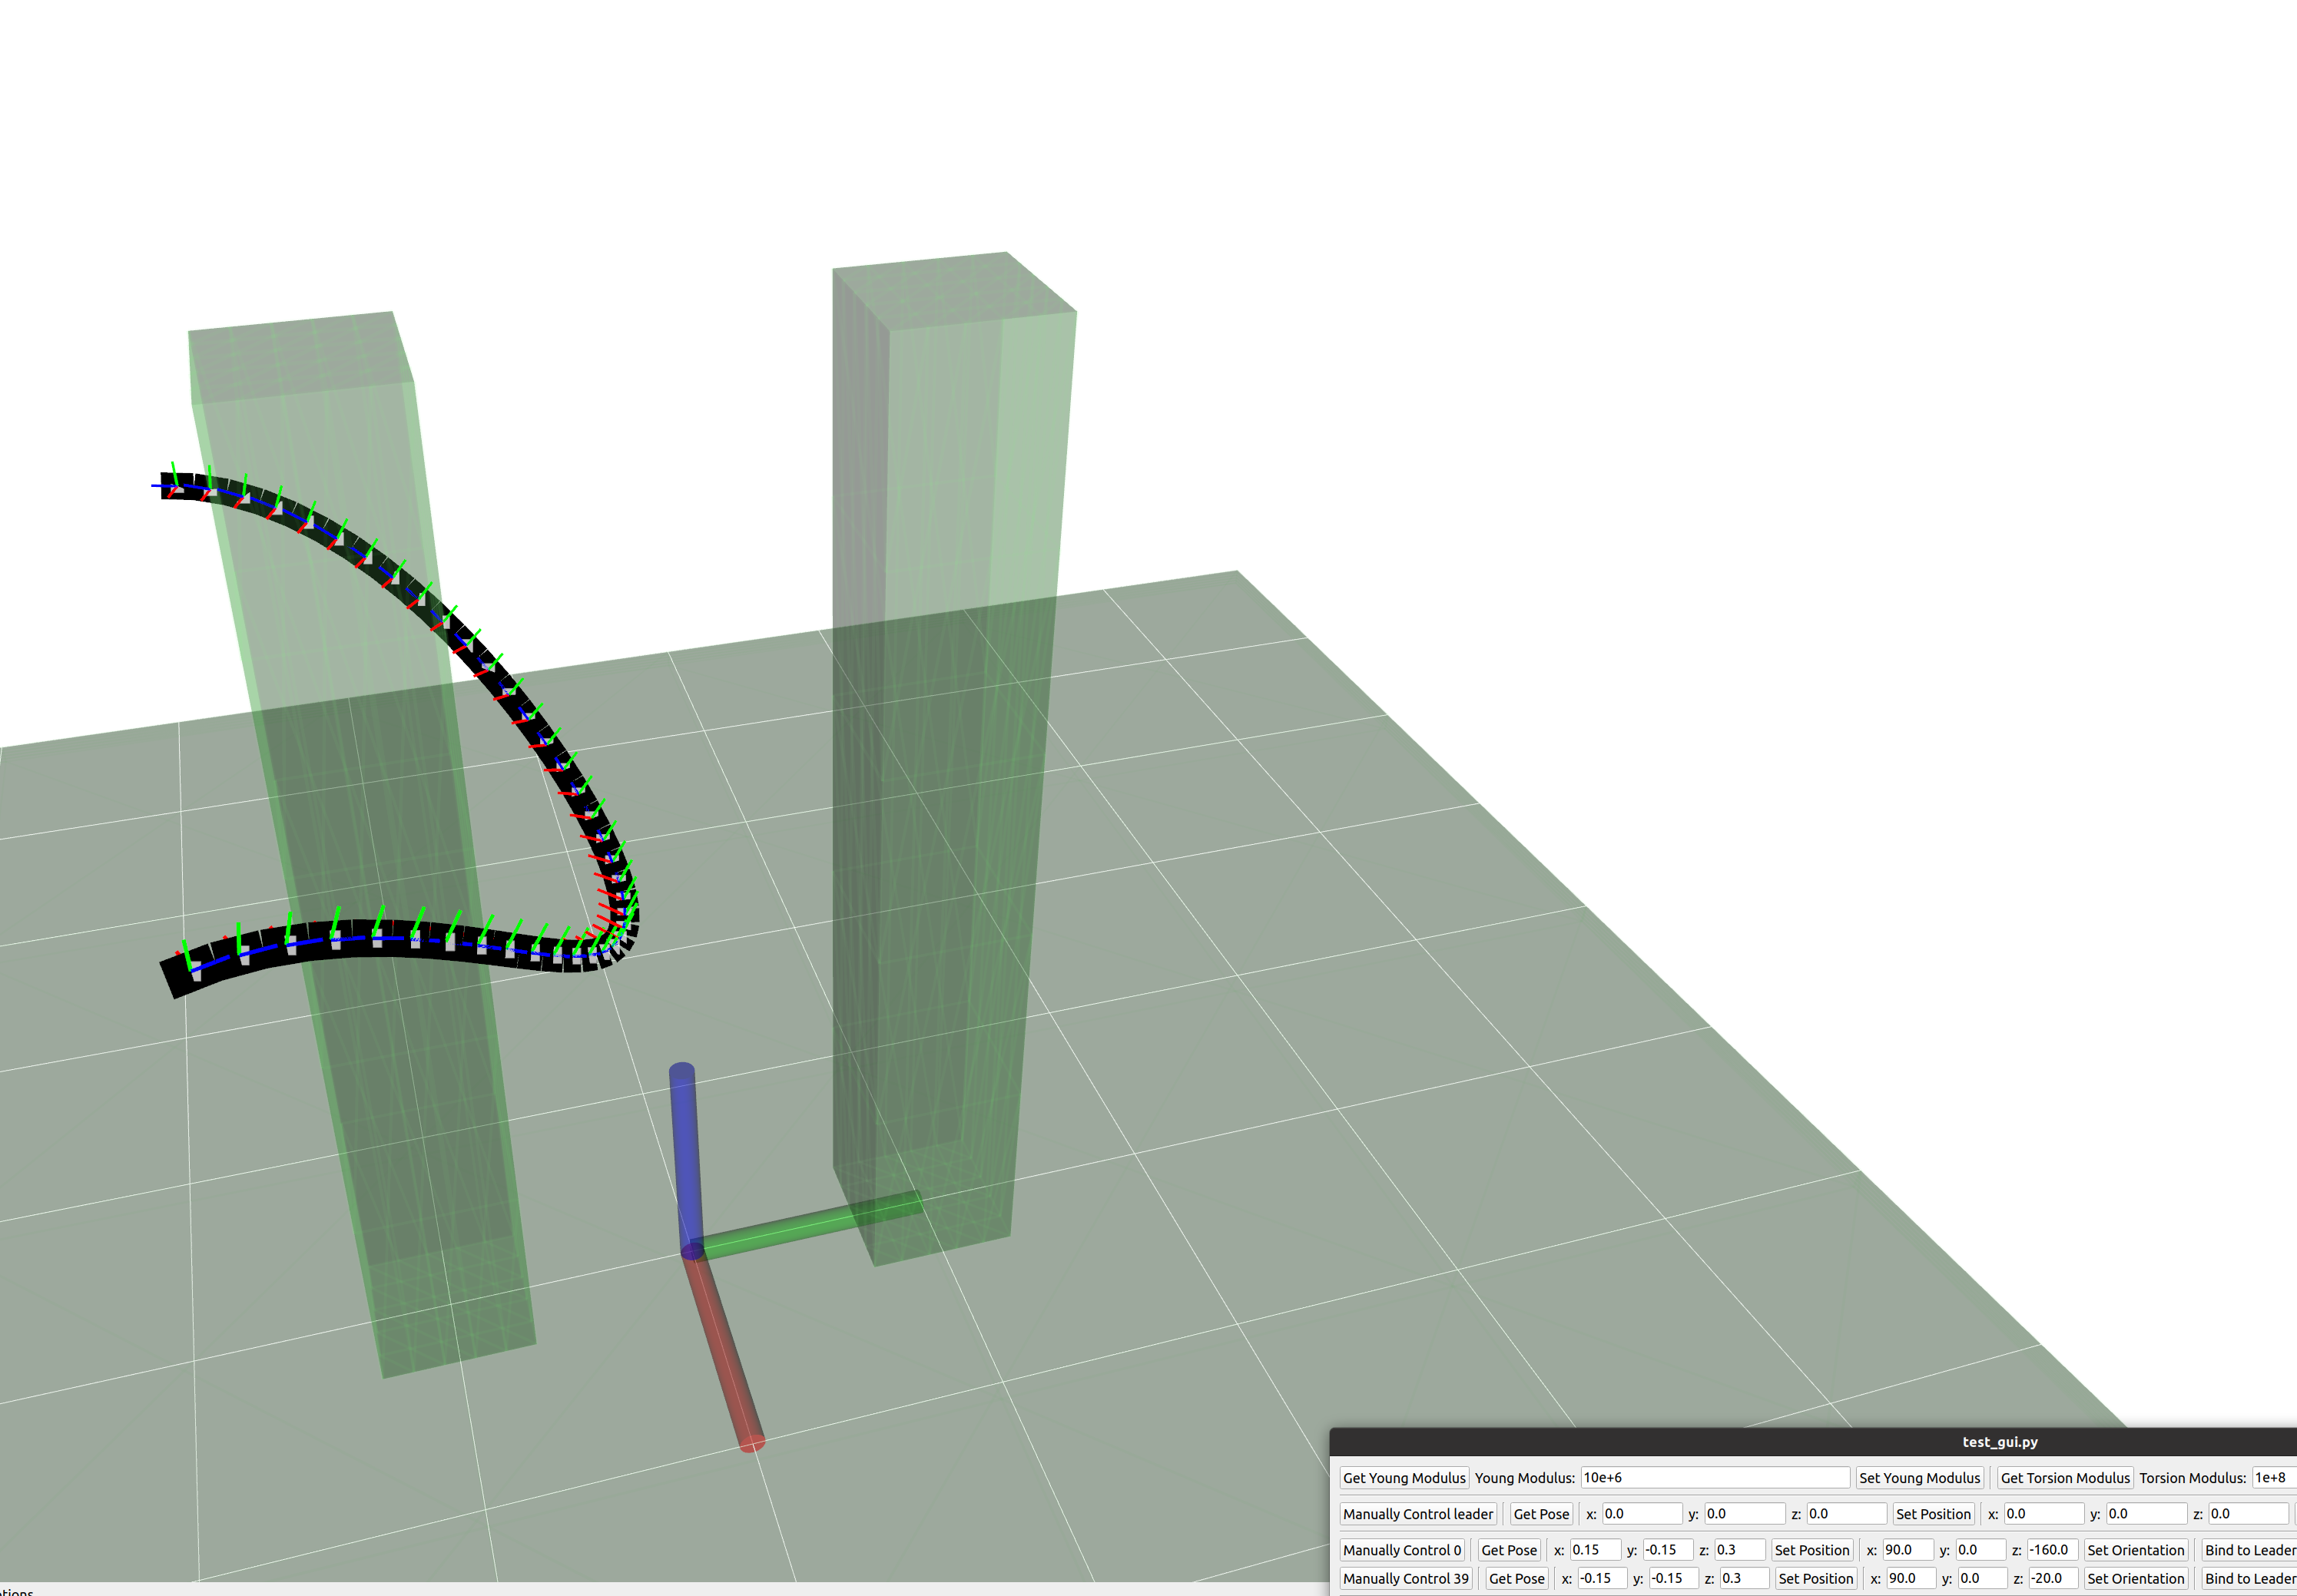 test_gui.py
Get Young Modulus Young Modulus: 10e+6 Set Young Modulus Get Torsion Modulus Torsion Modulus: 1e+8
Manually Control leader Get Pose x: 0.0 y: 0.0 z: 0.0 Set Position x: 0.0 y: 0.0 z: 0.0
Manually Control 0 Get Pose x: 0.15 y: -0.15 z: 0.3 Set Position x: 90.0 y: 0.0 z: -160.0 Set Orientation Bind to Leader
Manually Control 39 Get Pose x: -0.15 y: -0.15 z: 0.3 Set Position x: 90.0 y: 0.0 z: -20.0 Set Orientation Bind to Leader